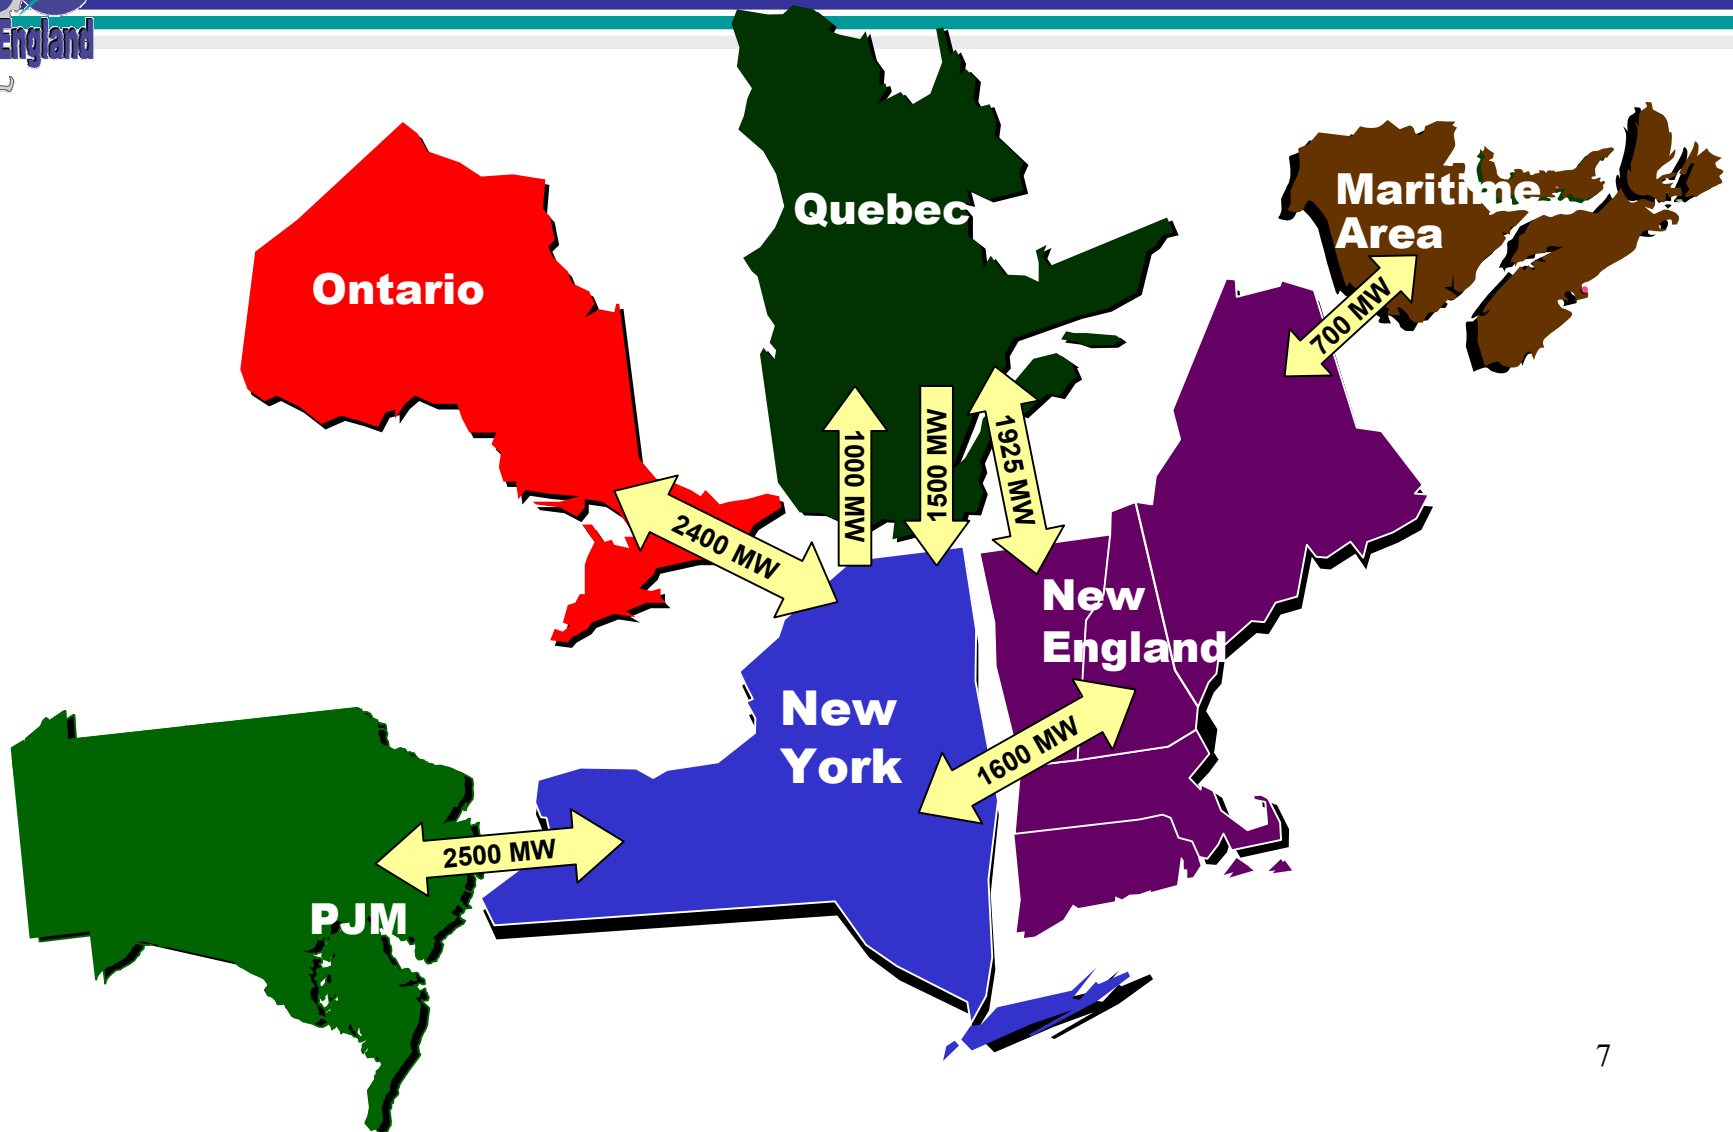 England
Quebec
Maritime
Area
Ontario
700 MW
1000 MW
1500 MW
1925 MW
2400 MW
New
England
New
York
1600 MW
2500 MW
PJM
7